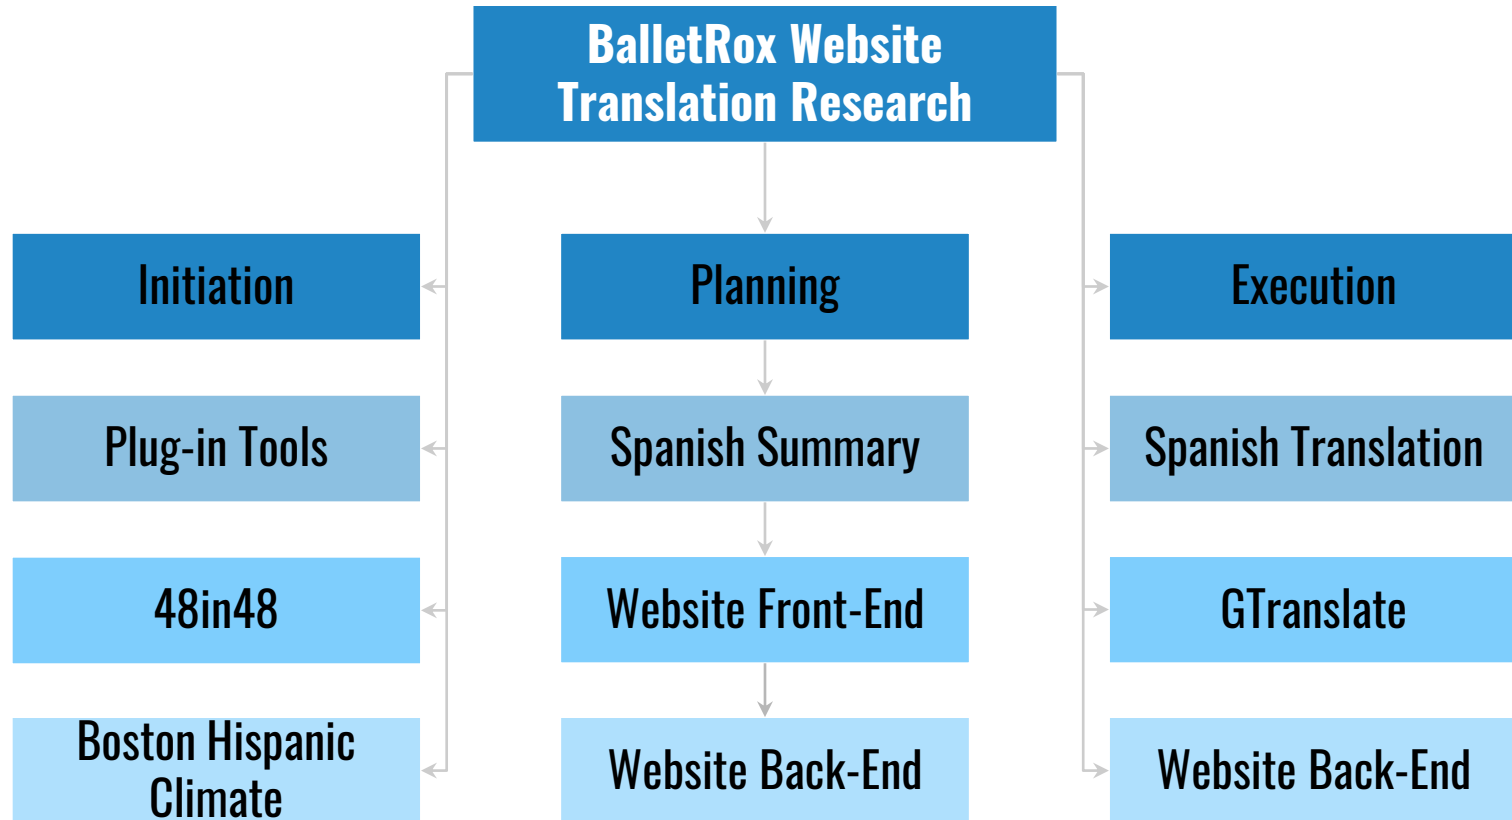 BalletRox Website
Translation Research
Initiation
Planning
Execution
Plug-in Tools
Spanish Summary
Spanish Translation
48in48
Website Front-End
GTranslate
Boston Hispanic
Climate
Website Back-End
Website Back-End